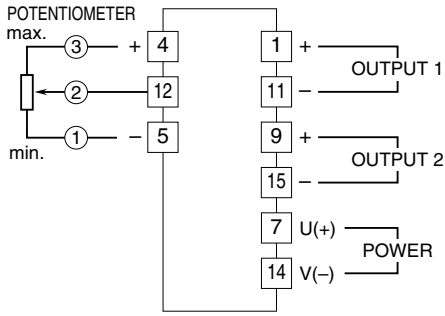 POTENTIOMETER
max.
3 + 4 1 +
OUTPUT 1
2 12 11 –
1 – 5 9 +
min.
OUTPUT 2
15 –
7 U(+)
POWER
14 V(–)